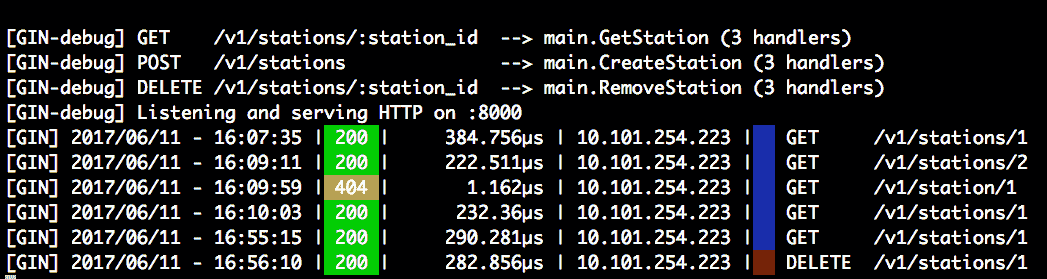 [GIN-debug] GET    /v1/stations/:station_id  --> main.GetStation (3 handlers)
[GIN-debug] POST   /v1/stations              --> main.CreateStation (3 handlers)
[GIN-debug] DELETE /v1/stations/:station_id  --> main.RemoveStation (3 handlers)
[GIN-debug] Listening and serving HTTP on :8000
[GIN] 2017/06/11 - 16:07:35 | 200 |     384.756µs | 10.101.254.223 |   GET     /v1/stations/1
[GIN] 2017/06/11 - 16:09:11 | 200 |     222.511µs | 10.101.254.223 |   GET     /v1/stations/2
[GIN] 2017/06/11 - 16:09:59 | 404 |       1.162µs | 10.101.254.223 |   GET     /v1/station/1
[GIN] 2017/06/11 - 16:10:03 | 200 |      232.36µs | 10.101.254.223 |   GET     /v1/stations/1
[GIN] 2017/06/11 - 16:55:15 | 200 |     290.281µs | 10.101.254.223 |   GET     /v1/stations/1
[GIN] 2017/06/11 - 16:56:10 | 200 |     282.856µs | 10.101.254.223 |   DELETE  /v1/stations/1